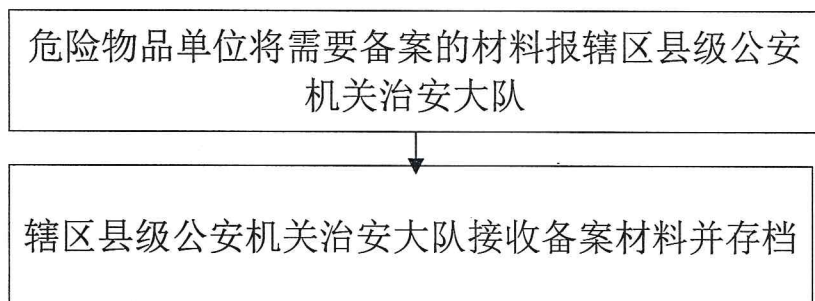 危险物品单位将需要备案的材料报辖区县级公安
机关治安大队
辖区县级公安机关治安大队接收备案材料并存档